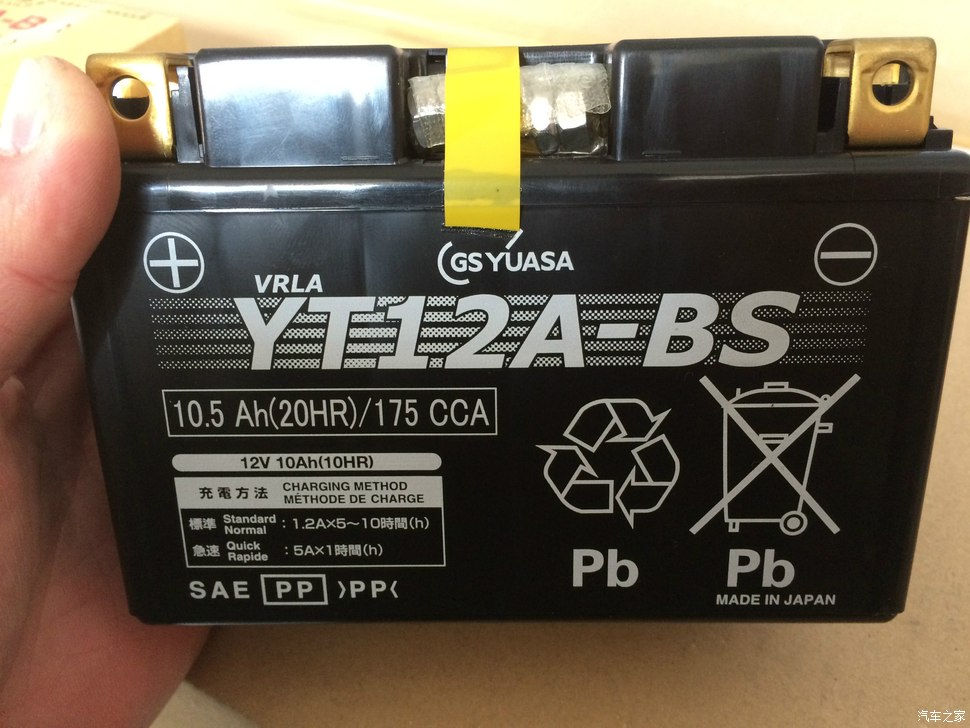 A-B
GS YUASA
VRLA
YT12A-BS
10.5 Ah(20HR)/175 CCA
12V 10Ah(10HR)
充電方法 CHARGING METHOD
MÉTHODE DE CHARGE
標準 Standard Normal : 1.2A×5～10時間(h)
急速 Quick Rapide : 5A×1時間(h)
SAE PP >PP<
Pb
Pb
MADE IN JAPAN
汽车之家